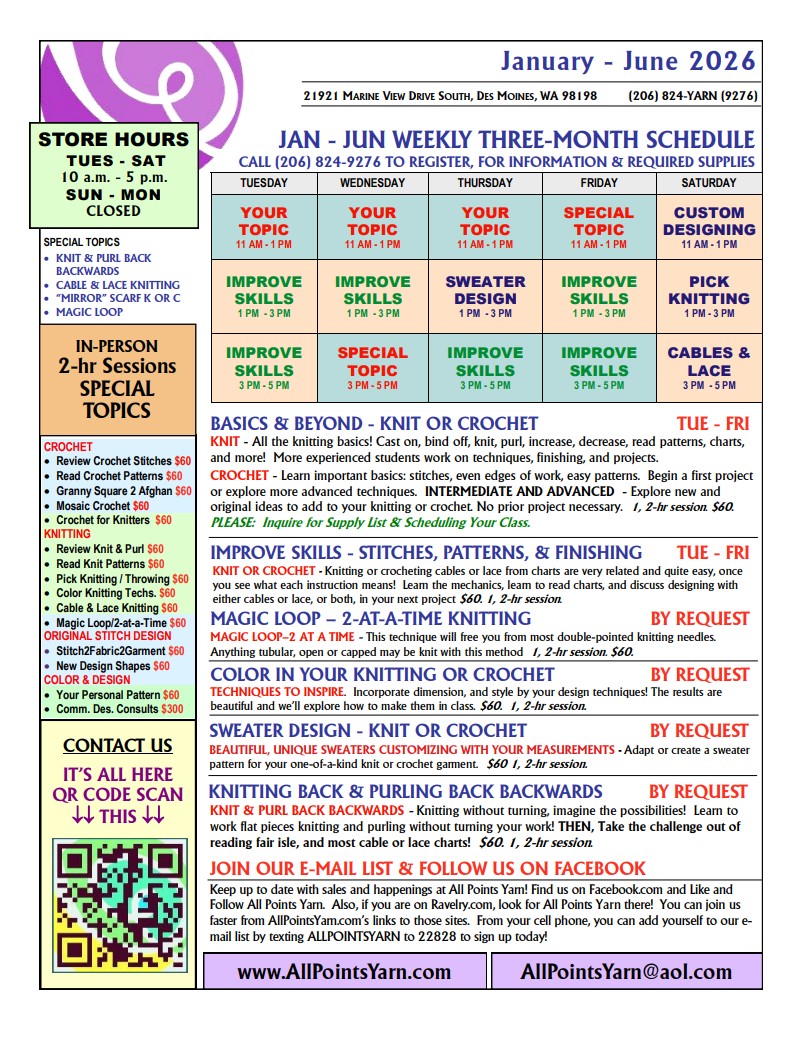 January - June 2026
21921 Marine View Drive South, Des Moines, WA 98198 (206) 824-YARN (9276)
STORE HOURS
TUES - SAT
10 a.m. - 5 p.m.
SUN - MON
CLOSED
JAN - JUN WEEKLY THREE-MONTH SCHEDULE
CALL (206) 824-9276 TO REGISTER, FOR INFORMATION & REQUIRED SUPPLIES
TUESDAY WEDNESDAY THURSDAY FRIDAY SATURDAY
YOUR YOUR YOUR SPECIAL CUSTOM
TOPIC TOPIC TOPIC TOPIC DESIGNING
11 AM - 1 PM 11 AM - 1 PM 11 AM - 1 PM 11 AM - 1 PM 11 AM - 1 PM
IMPROVE IMPROVE SWEATER IMPROVE PICK
SKILLS SKILLS DESIGN SKILLS KNITTING
1 PM - 3 PM 1 PM - 3 PM 1 PM - 3 PM 1 PM - 3 PM 1 PM - 3 PM
IMPROVE SPECIAL IMPROVE IMPROVE CABLES &
SKILLS TOPIC SKILLS SKILLS LACE
3 PM - 5 PM 3 PM - 5 PM 3 PM - 5 PM 3 PM - 5 PM 3 PM - 5 PM
SPECIAL TOPICS
• KNIT & PURL BACK
BACKWARDS
• CABLE & LACE KNITTING
• "MIRROR" SCARF K OR C
• MAGIC LOOP
IN-PERSON
2-hr Sessions
SPECIAL
TOPICS
CROCHET
• Review Crochet Stitches $60
• Read Crochet Patterns $60
• Granny Square 2 Afghan $60
• Mosaic Crochet $60
• Crochet for Knitters $60
KNITTING
• Review Knit & Purl $60
• Read Knit Patterns $60
• Pick Knitting / Throwing $60
• Color Knitting Techs. $60
• Cable & Lace Knitting $60
• Magic Loop/2-at-a-Time $60
ORIGINAL STITCH DESIGN
• Stitch2Fabric2Garment $60
• New Design Shapes $60
COLOR & DESIGN
• Your Personal Pattern $60
• Comm. Des. Consults $300
CONTACT US
IT'S ALL HERE
QR CODE SCAN
↓↓ THIS ↓↓
BASICS & BEYOND - KNIT OR CROCHET TUE - FRI
KNIT - All the knitting basics! Cast on, bind off, knit, purl, increase, decrease, read patterns, charts,
and more! More experienced students work on techniques, finishing, and projects.
CROCHET - Learn important basics: stitches, even edges of work, easy patterns. Begin a first project
or explore more advanced techniques. INTERMEDIATE AND ADVANCED - Explore new and
original ideas to add to your knitting or crochet. No prior project necessary. 1, 2-hr session. $60.
PLEASE: Inquire for Supply List & Scheduling Your Class.
IMPROVE SKILLS - STITCHES, PATTERNS, & FINISHING TUE - FRI
KNIT OR CROCHET - Knitting or crocheting cables or lace from charts are very related and quite easy, once
you see what each instruction means! Learn the mechanics, learn to read charts, and discuss designing with
either cables or lace, or both, in your next project $60. 1, 2-hr session.
MAGIC LOOP – 2-AT-A-TIME KNITTING BY REQUEST
MAGIC LOOP–2 AT A TIME - This technique will free you from most double-pointed knitting needles.
Anything tubular, open or capped may be knit with this method 1, 2-hr session. $60.
COLOR IN YOUR KNITTING OR CROCHET BY REQUEST
TECHNIQUES TO INSPIRE. Incorporate dimension, and style by your design techniques! The results are
beautiful and we'll explore how to make them in class. $60. 1, 2-hr session.
SWEATER DESIGN - KNIT OR CROCHET BY REQUEST
BEAUTIFUL, UNIQUE SWEATERS CUSTOMIZING WITH YOUR MEASUREMENTS - Adapt or create a sweater
pattern for your one-of-a-kind knit or crochet garment. $60 1, 2-hr session.
KNITTING BACK & PURLING BACK BACKWARDS BY REQUEST
KNIT & PURL BACK BACKWARDS - Knitting without turning, imagine the possibilities! Learn to
work flat pieces knitting and purling without turning your work! THEN, Take the challenge out of
reading fair isle, and most cable or lace charts! $60. 1, 2-hr session.
JOIN OUR E-MAIL LIST & FOLLOW US ON FACEBOOK
Keep up to date with sales and happenings at All Points Yarn! Find us on Facebook.com and Like and
Follow All Points Yarn. Also, if you are on Ravelry.com, look for All Points Yarn there! You can join us
faster from AllPointsYarn.com's links to those sites. From your cell phone, you can add yourself to our e-
mail list by texting ALLPOINTSYARN to 22828 to sign up today!
www.AllPointsYarn.com AllPointsYarn@aol.com